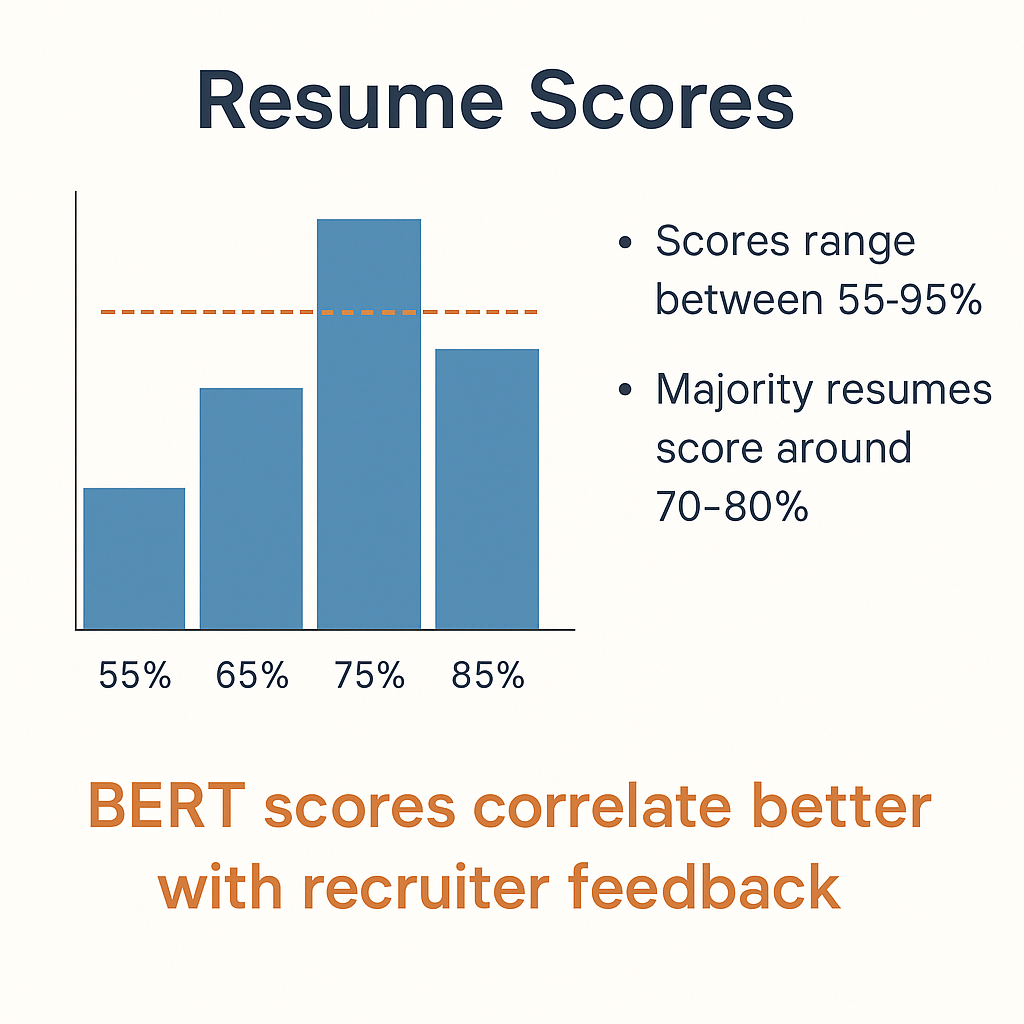 Resume Scores
• Scores range
between 55-95%
• Majority resumes
score around
70–80%
55% 65% 75% 85%
BERT scores correlate better
with recruiter feedback